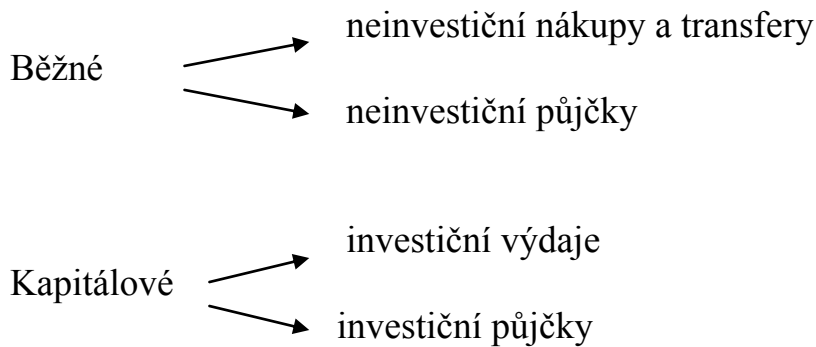 neinvestiční nákupy a transfery
Běžné
neinvestiční půjčky
investiční výdaje
Kapitálové
investiční půjčky